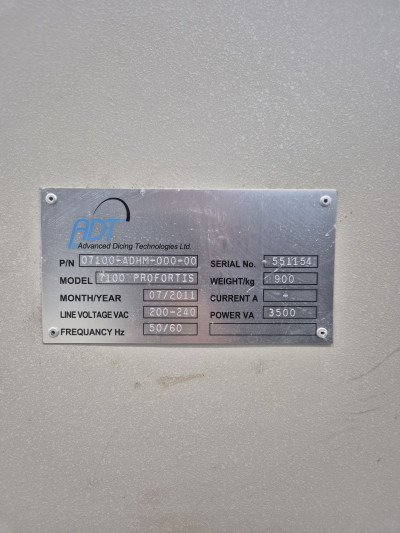 ADT
Advanced Dicing Technologies Ltd.
P/N 07100-ADHM-000-00 SERIAL No. 551154
MODEL 7100 PROFORTIS WEIGHT/kg 900
MONTH/YEAR 07/2011 CURRENT A -
LINE VOLTAGE VAC 200-240 POWER VA 3500
FREQUANCY Hz 50/60